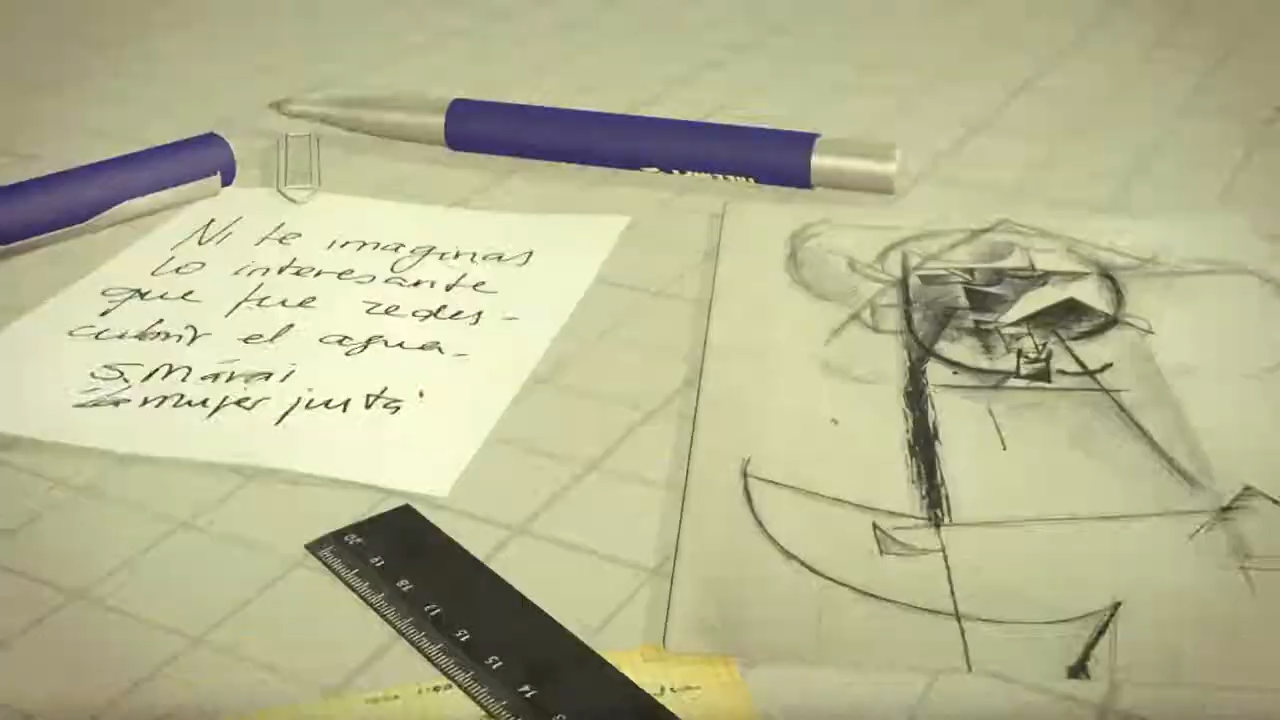 Ni te imaginas
lo interesante
que fue redes-
cubrir el agua.
S. Márai
La mujer justa
20 19 18 17 16 15 14